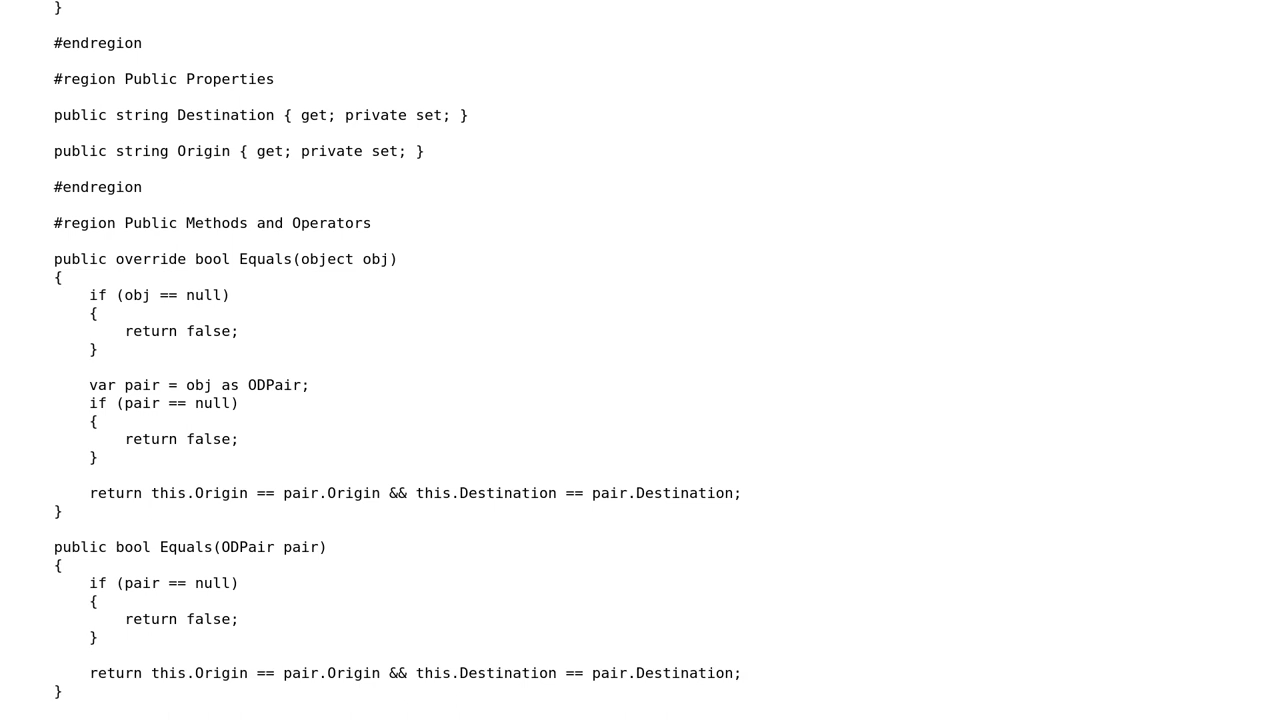 }
#endregion
#region Public Properties
public string Destination { get; private set; }
public string Origin { get; private set; }
#endregion
#region Public Methods and Operators
public override bool Equals(object obj)
{
    if (obj == null)
    {
        return false;
    }
    var pair = obj as ODPair;
    if (pair == null)
    {
        return false;
    }
    return this.Origin == pair.Origin && this.Destination == pair.Destination;
}
public bool Equals(ODPair pair)
{
    if (pair == null)
    {
        return false;
    }
    return this.Origin == pair.Origin && this.Destination == pair.Destination;
}